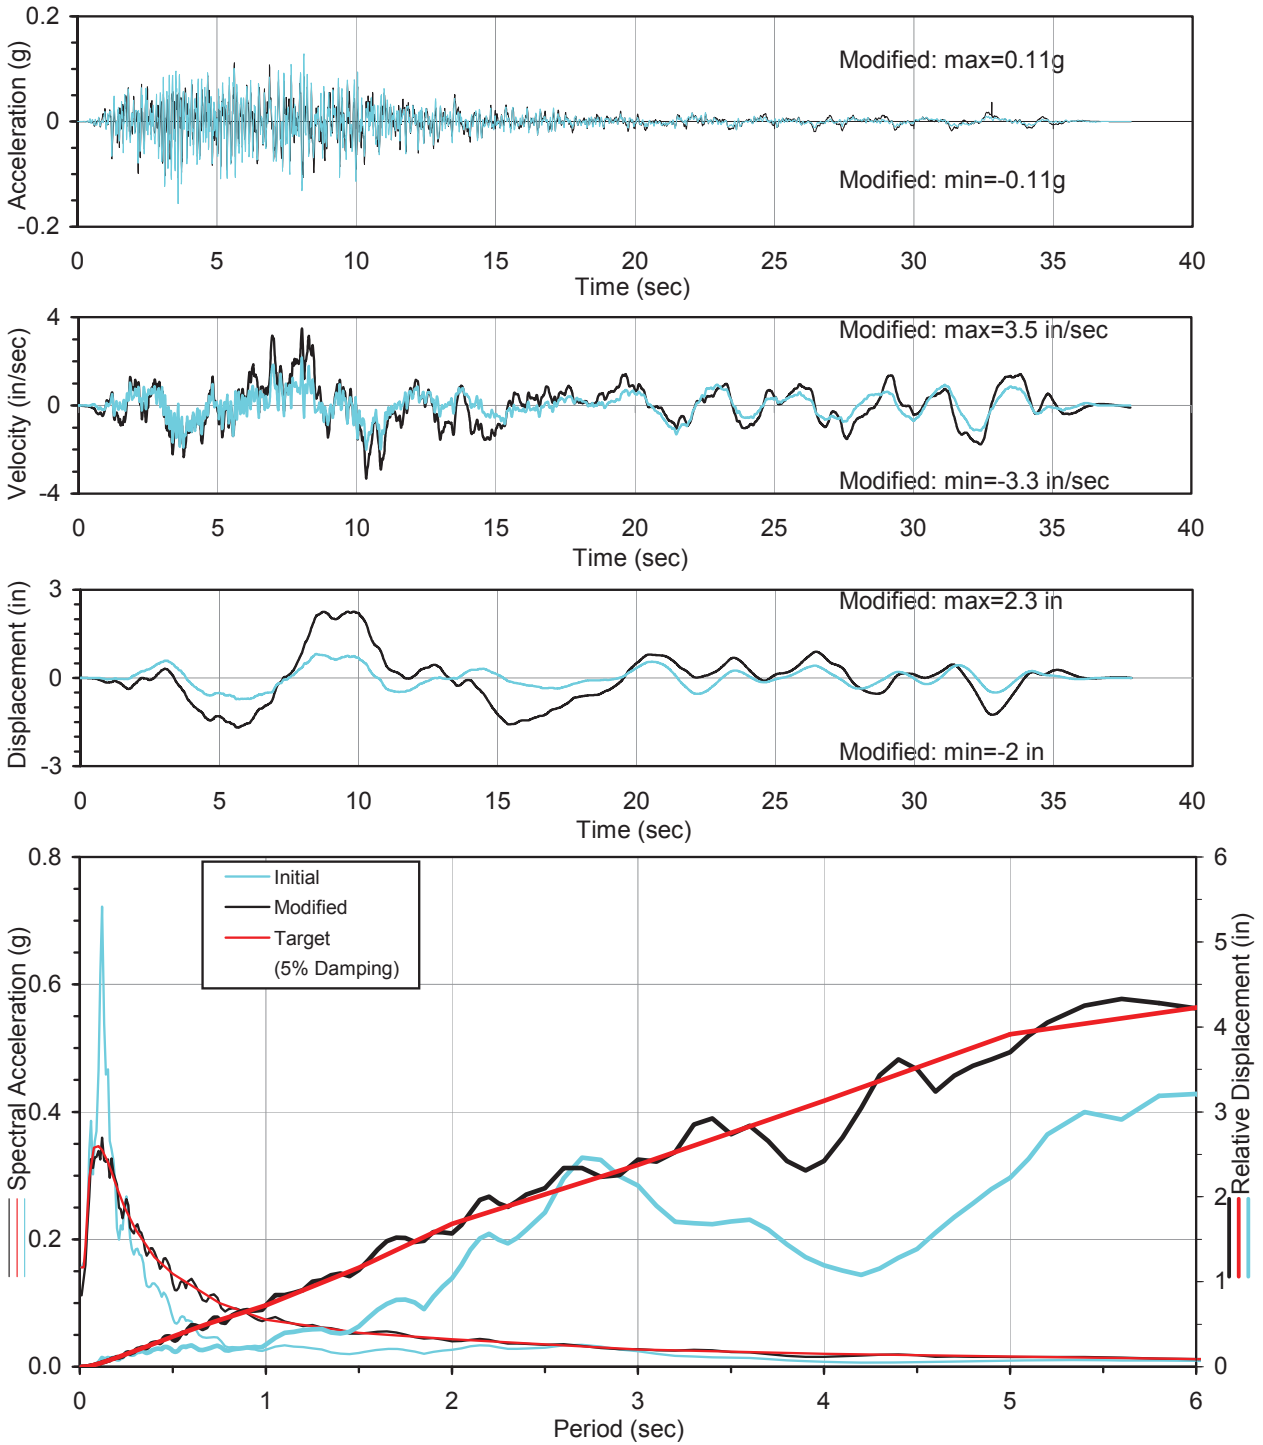 0.2
0
-0.2
Acceleration (g)
Modified: max=0.11g
Modified: min=-0.11g
0 5 10 15 20 25 30 35 40
Time (sec)
4
0
-4
Velocity (in/sec)
Modified: max=3.5 in/sec
Modified: min=-3.3 in/sec
0 5 10 15 20 25 30 35 40
Time (sec)
3
0
-3
Displacement (in)
Modified: max=2.3 in
Modified: min=-2 in
0 5 10 15 20 25 30 35 40
Time (sec)
0.8
0.6
0.4
0.2
0.0
Spectral Acceleration (g)
Initial
Modified
Target
(5% Damping)
6
5
4
3
2
1
0
Relative Displacement (in)
0 1 2 3 4 5 6
Period (sec)